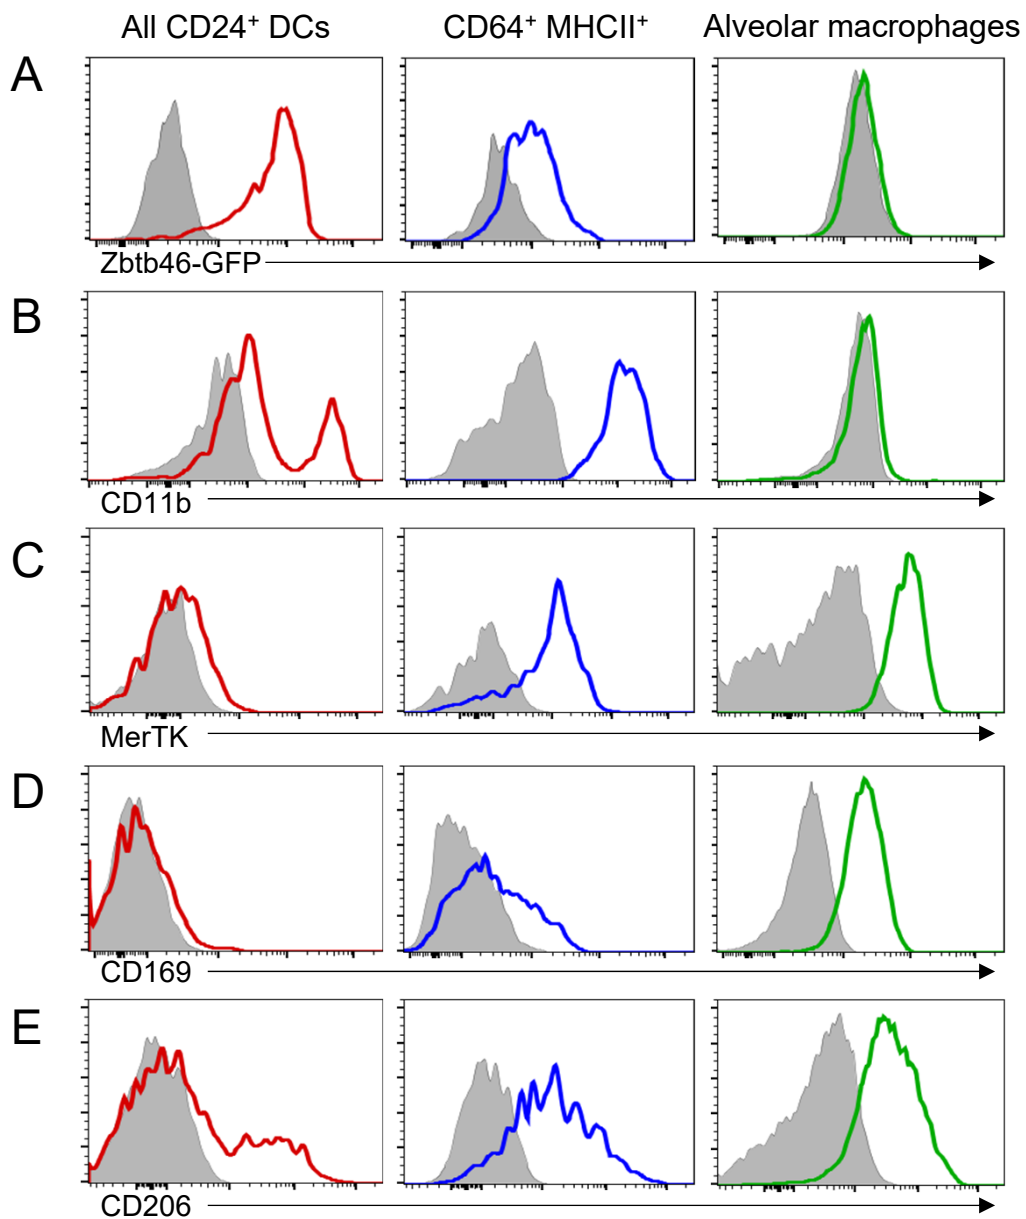 All CD24⁺ DCs
CD64⁺ MHCII⁺
Alveolar macrophages
A
Zbtb46-GFP
B
CD11b
C
MerTK
D
CD169
E
CD206